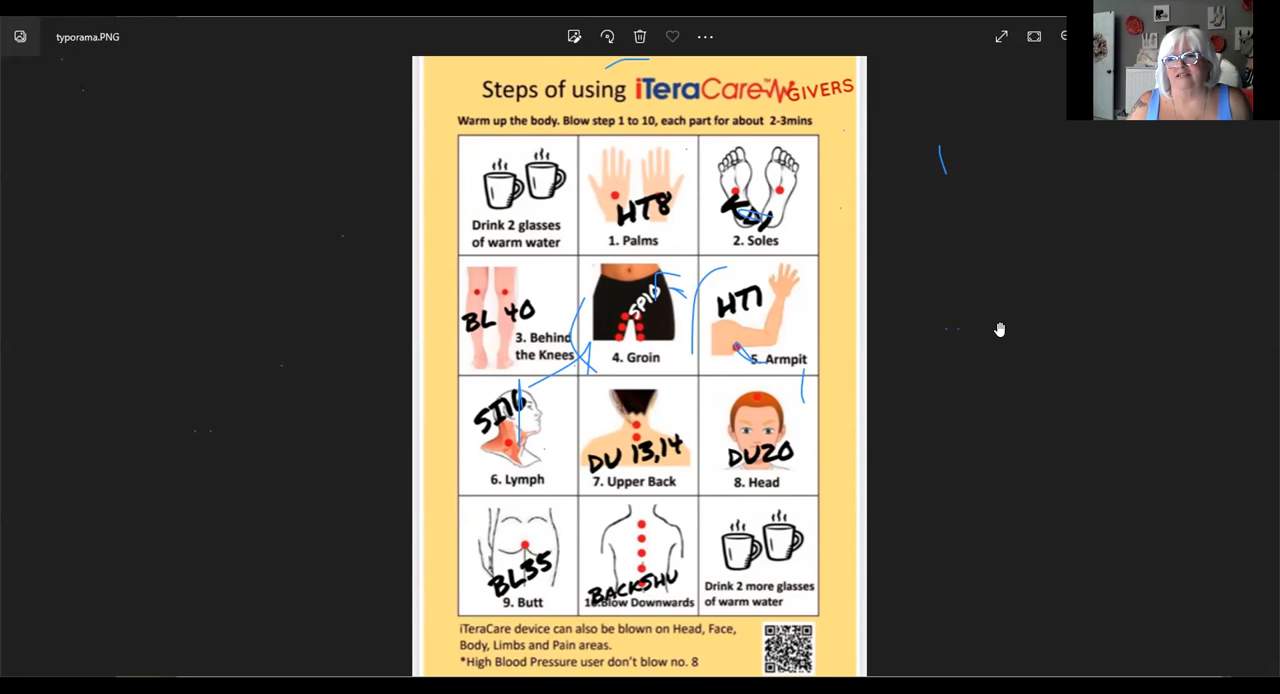 typorama.PNG
Steps of using iTeraCare GIVERS
Warm up the body. Blow step 1 to 10, each part for about 2-3mins
Drink 2 glasses
of warm water
HT8
1. Palms
2. Soles
BL 40
3. Behind
the Knees
SP10
4. Groin
HT1
5. Armpit
SI16
6. Lymph
DU 13,14
7. Upper Back
DU20
8. Head
BL35
9. Butt
BACKSHU
10.Blow Downwards
Drink 2 more glasses
of warm water
iTeraCare device can also be blown on Head, Face,
Body, Limbs and Pain areas.
*High Blood Pressure user don't blow no. 8